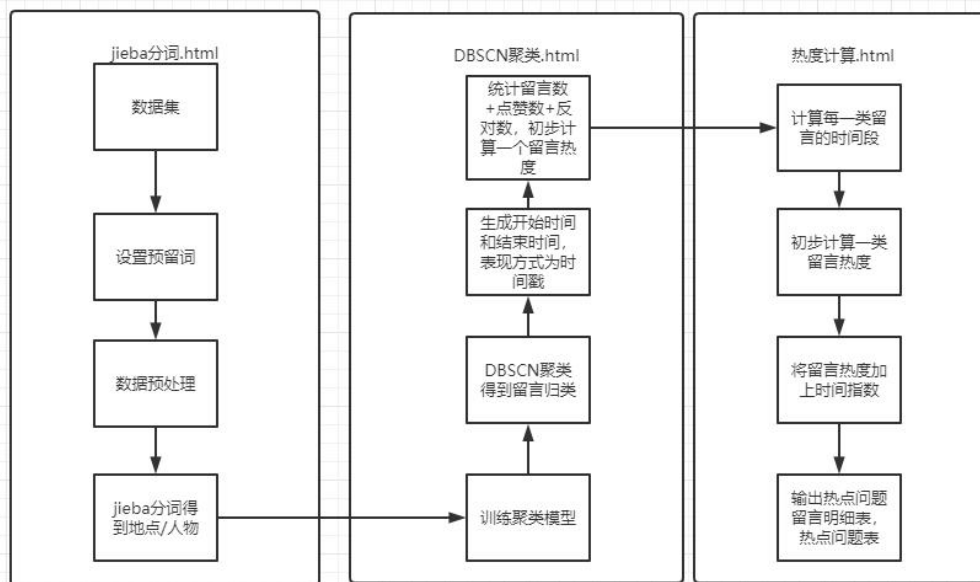 jieba分词.html
数据集
设置预留词
数据预处理
jieba分词得
到地点/人物
DBSCN聚类.html
统计留言数
+点赞数+反
对数，初步计
算一个留言热
度
生成开始时间
和结束时间，
表现方式为时
间戳
DBSCN聚类
得到留言归类
训练聚类模型
热度计算.html
计算每一类留
言的时间段
初步计算一类
留言热度
将留言热度加
上时间指数
输出热点问题
留言明细表，
热点问题表